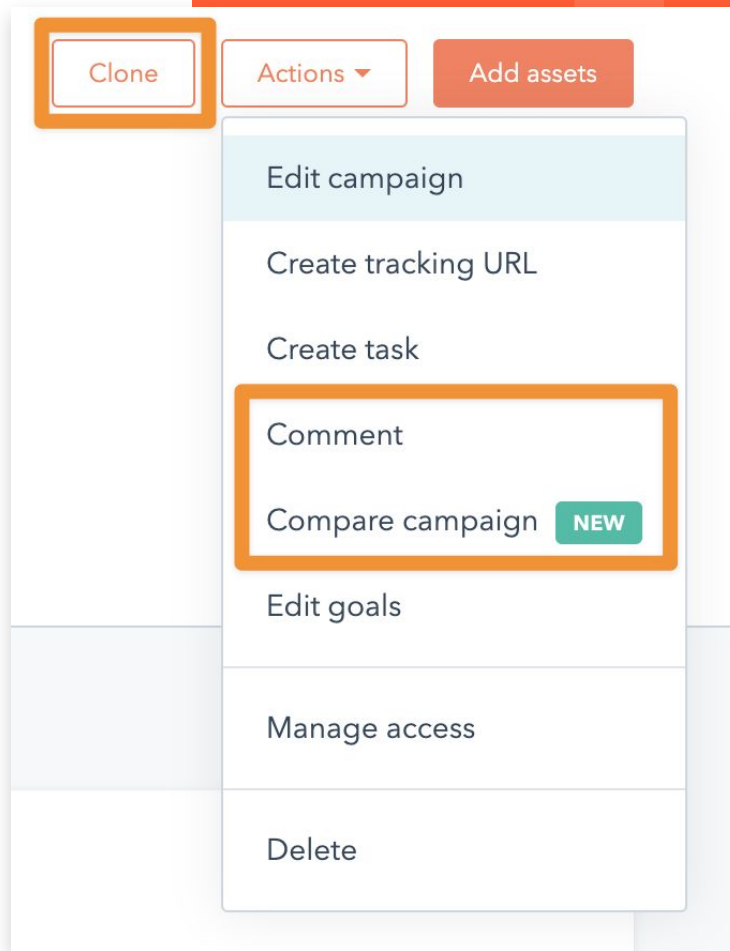 Clone
Actions
Add assets
Edit campaign
Create tracking URL
Create task
Comment
Compare campaign NEW
Edit goals
Manage access
Delete